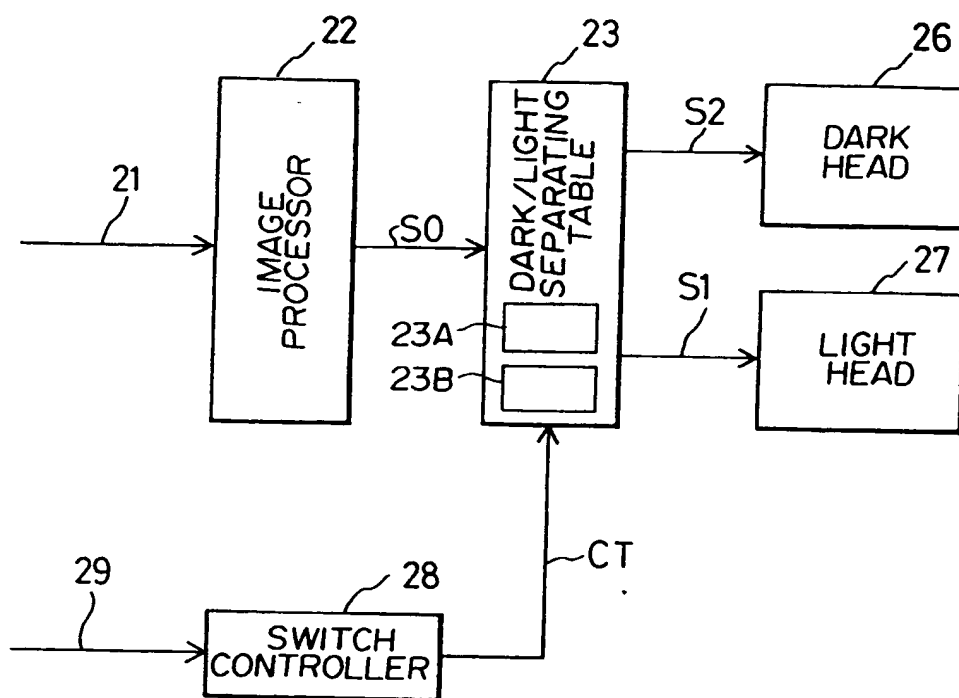 22
23
26
21
IMAGE
PROCESSOR
S0
DARK/LIGHT
SEPARATING
TABLE
23A
23B
S2
DARK
HEAD
27
S1
LIGHT
HEAD
CT
29
28
SWITCH
CONTROLLER